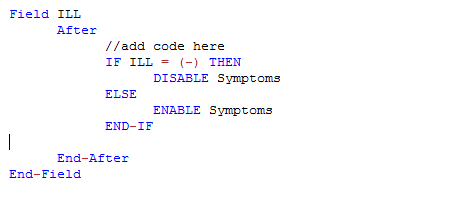 Field ILL
After
//add code here
IF ILL = (-) THEN
DISABLE Symptoms
ELSE
ENABLE Symptoms
END-IF
End-After
End-Field